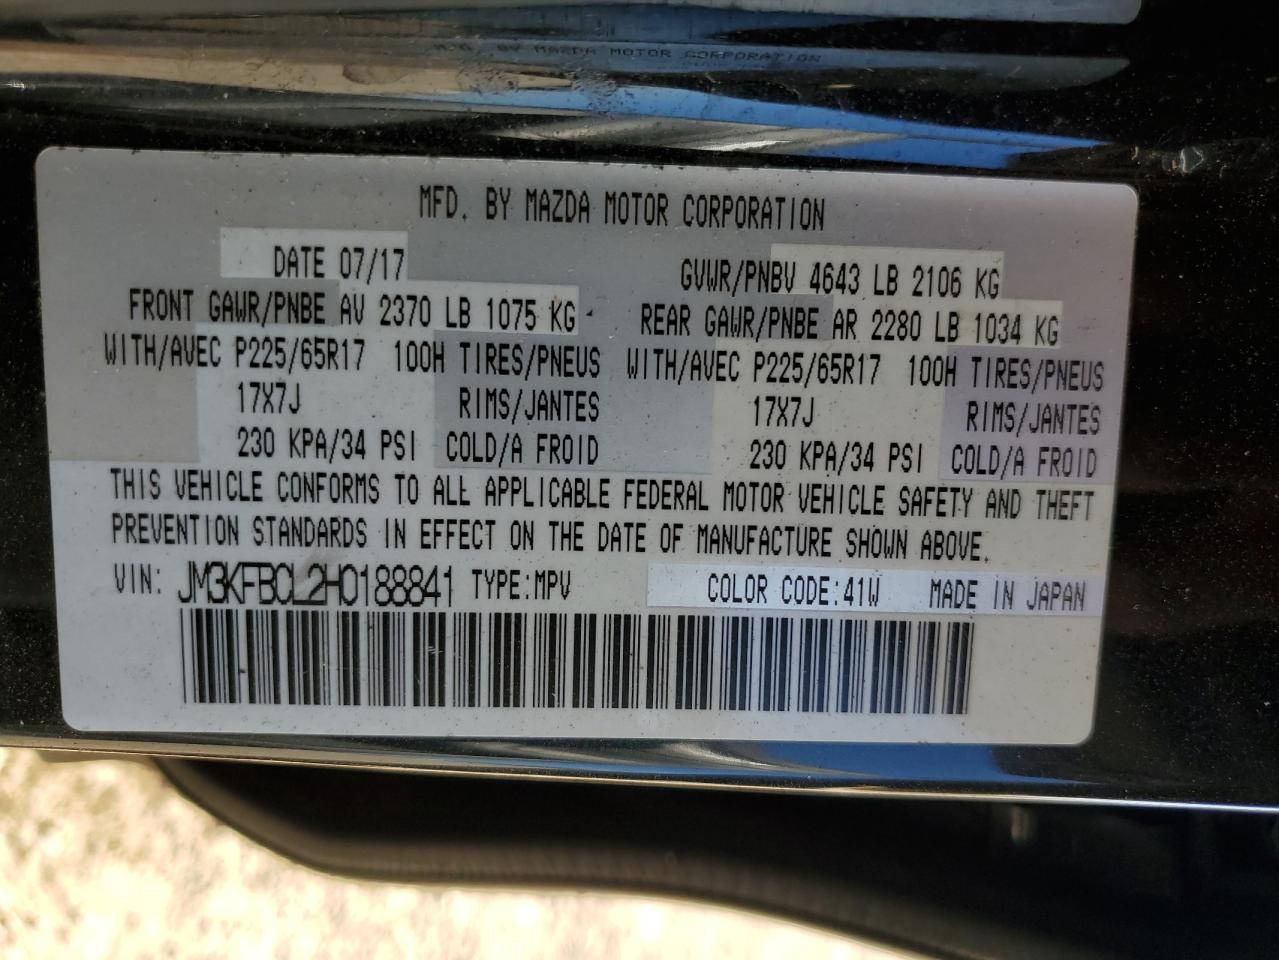 MFD. BY MAZDA MOTOR CORPORATION
MFD. BY MAZDA MOTOR CORPORATION
DATE 07/17 GVWR/PNBV 4643 LB 2106 KG
FRONT GAWR/PNBE AV 2370 LB 1075 KG REAR GAWR/PNBE AR 2280 LB 1034 KG
WITH/AVEC P225/65R17 100H TIRES/PNEUS WITH/AVEC P225/65R17 100H TIRES/PNEUS
17X7J RIMS/JANTES 17X7J RIMS/JANTES
230 KPA/34 PSI COLD/A FROID 230 KPA/34 PSI COLD/A FROID
THIS VEHICLE CONFORMS TO ALL APPLICABLE FEDERAL MOTOR VEHICLE SAFETY AND THEFT
PREVENTION STANDARDS IN EFFECT ON THE DATE OF MANUFACTURE SHOWN ABOVE.
VIN: JM3KFBCL2H0188841 TYPE:MPV COLOR CODE:41W MADE IN JAPAN